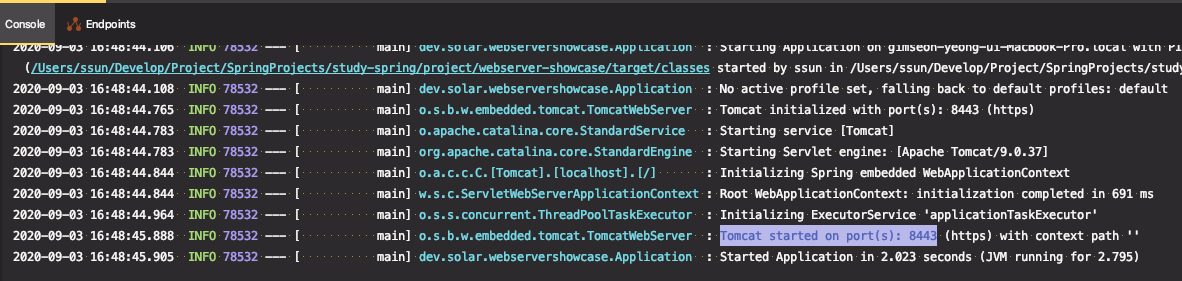 Console Endpoints
2020-09-03 16:48:44.106 INFO 78532 --- [ main] dev.solar.webservershowcase.Application : Starting Application on gimseon-yeong-ui-MacBook-Pro.local with
(/Users/ssun/Develop/Project/SpringProjects/study-spring/project/webserver-showcase/target/classes started by ssun in /Users/ssun/Develop/Project/SpringProjects/study
2020-09-03 16:48:44.108 INFO 78532 --- [ main] dev.solar.webservershowcase.Application : No active profile set, falling back to default profiles: default
2020-09-03 16:48:44.765 INFO 78532 --- [ main] o.s.b.w.embedded.tomcat.TomcatWebServer : Tomcat initialized with port(s): 8443 (https)
2020-09-03 16:48:44.783 INFO 78532 --- [ main] o.apache.catalina.core.StandardService : Starting service [Tomcat]
2020-09-03 16:48:44.783 INFO 78532 --- [ main] org.apache.catalina.core.StandardEngine : Starting Servlet engine: [Apache Tomcat/9.0.37]
2020-09-03 16:48:44.844 INFO 78532 --- [ main] o.a.c.c.C.[Tomcat].[localhost].[/] : Initializing Spring embedded WebApplicationContext
2020-09-03 16:48:44.844 INFO 78532 --- [ main] w.s.c.ServletWebServerApplicationContext : Root WebApplicationContext: initialization completed in 691 ms
2020-09-03 16:48:44.964 INFO 78532 --- [ main] o.s.s.concurrent.ThreadPoolTaskExecutor : Initializing ExecutorService 'applicationTaskExecutor'
2020-09-03 16:48:45.888 INFO 78532 --- [ main] o.s.b.w.embedded.tomcat.TomcatWebServer : Tomcat started on port(s): 8443 (https) with context path ''
2020-09-03 16:48:45.905 INFO 78532 --- [ main] dev.solar.webservershowcase.Application : Started Application in 2.023 seconds (JVM running for 2.795)